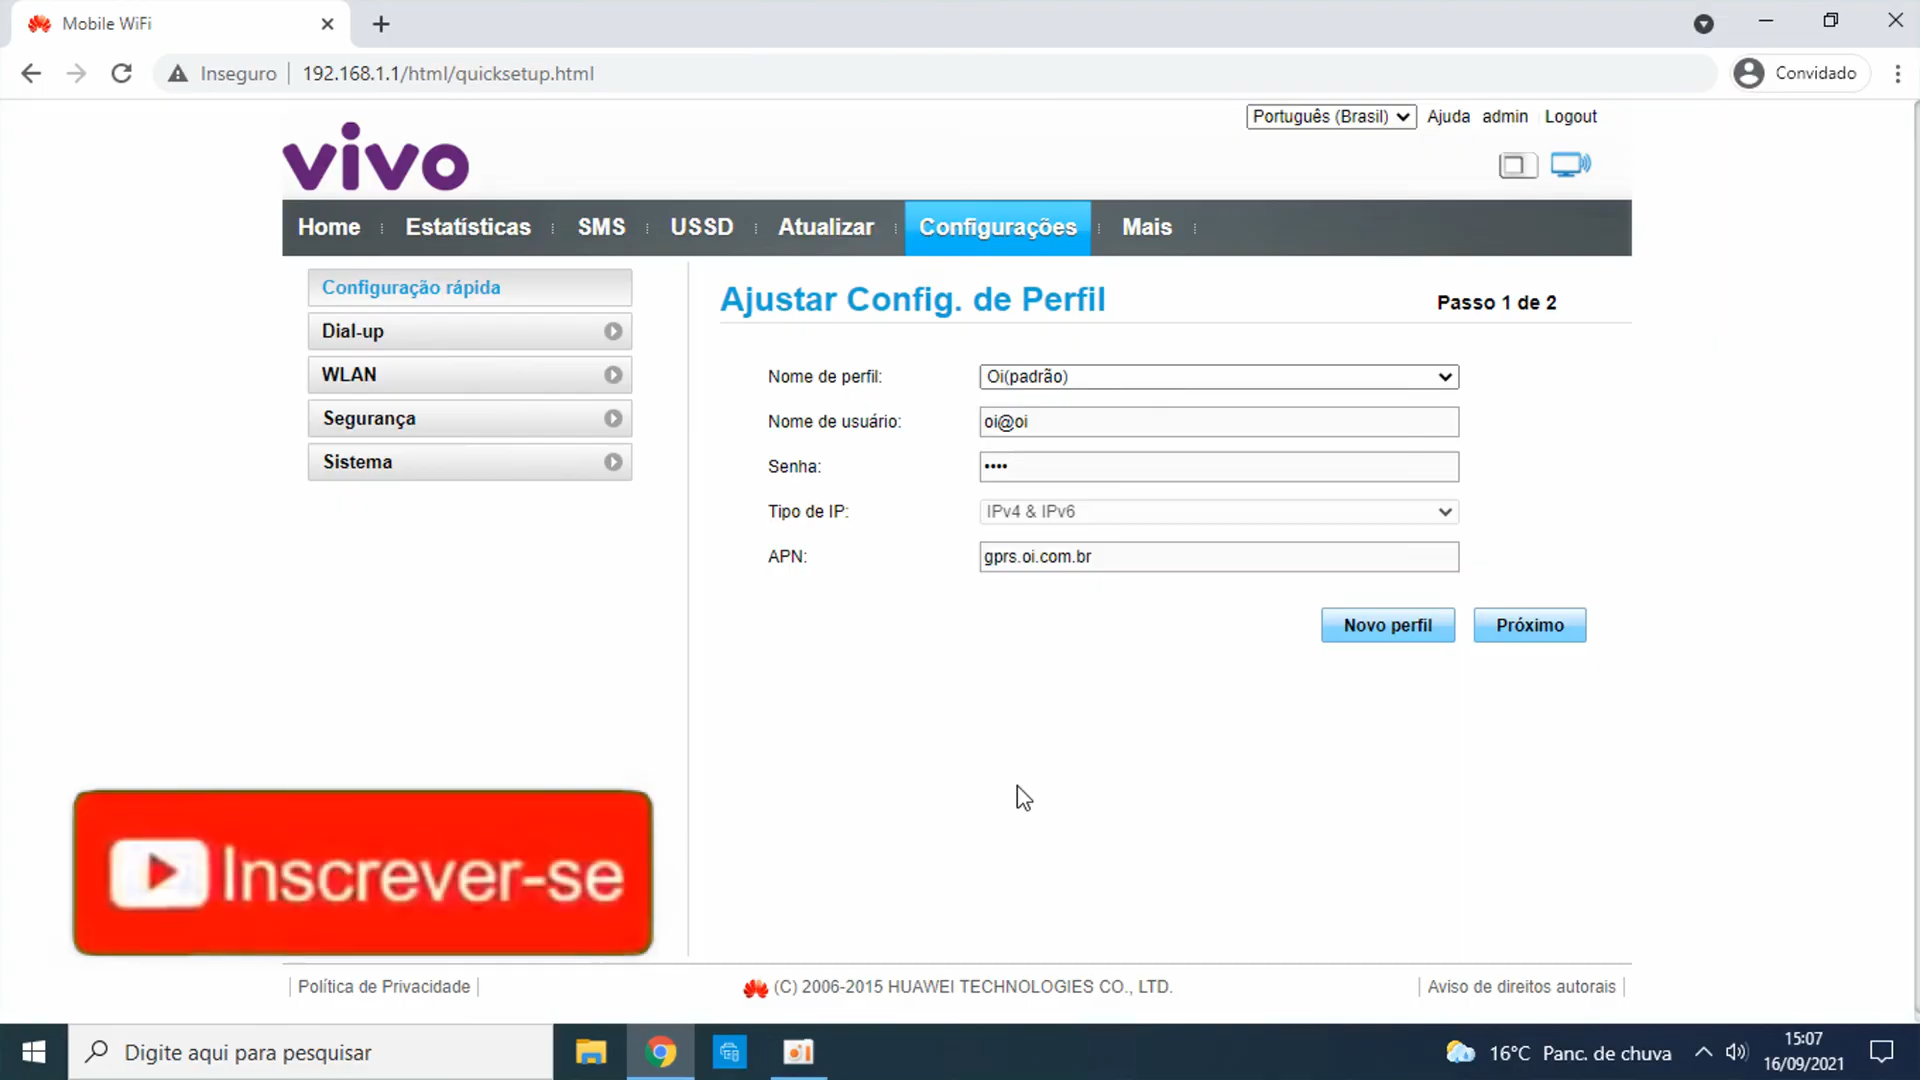 Mobile WiFi
Inseguro
192.168.1.1/html/quicksetup.html
Convidado
Português (Brasil)
Ajuda
admin
Logout
vivo
Home
Estatísticas
SMS
USSD
Atualizar
Configurações
Mais
Configuração rápida
Dial-up
WLAN
Segurança
Sistema
Ajustar Config. de Perfil
Passo 1 de 2
Nome de perfil:
Oi(padrão)
Nome de usuário:
oi@oi
Senha:
••••
Tipo de IP:
IPv4 & IPv6
APN:
gprs.oi.com.br
Novo perfil
Próximo
Inscrever-se
Política de Privacidade
(C) 2006-2015 HUAWEI TECHNOLOGIES CO., LTD.
Aviso de direitos autorais
Digite aqui para pesquisar
16°C Panc. de chuva
15:07
16/09/2021